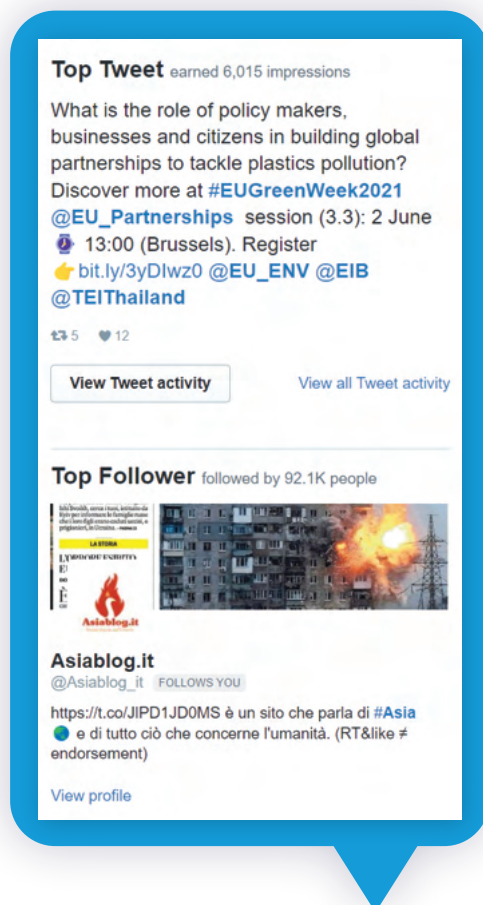 Top Tweet earned 6,015 impressions
What is the role of policy makers,
businesses and citizens in building global
partnerships to tackle plastics pollution?
Discover more at #EUGreenWeek2021
@EU_Partnerships session (3.3): 2 June
⌚ 13:00 (Brussels). Register
👉 bit.ly/3yDIwz0 @EU_ENV @EIB
@TEIThailand
5 12
View Tweet activity View all Tweet activity
Top Follower followed by 92.1K people
LA STORIA
Asiablog.it
Asiablog.it
@Asiablog_it FOLLOWS YOU
https://t.co/JIPD1JD0MS è un sito che parla di #Asia
🌏 e di tutto ciò che concerne l'umanità. (RT&like ≠
endorsement)
View profile